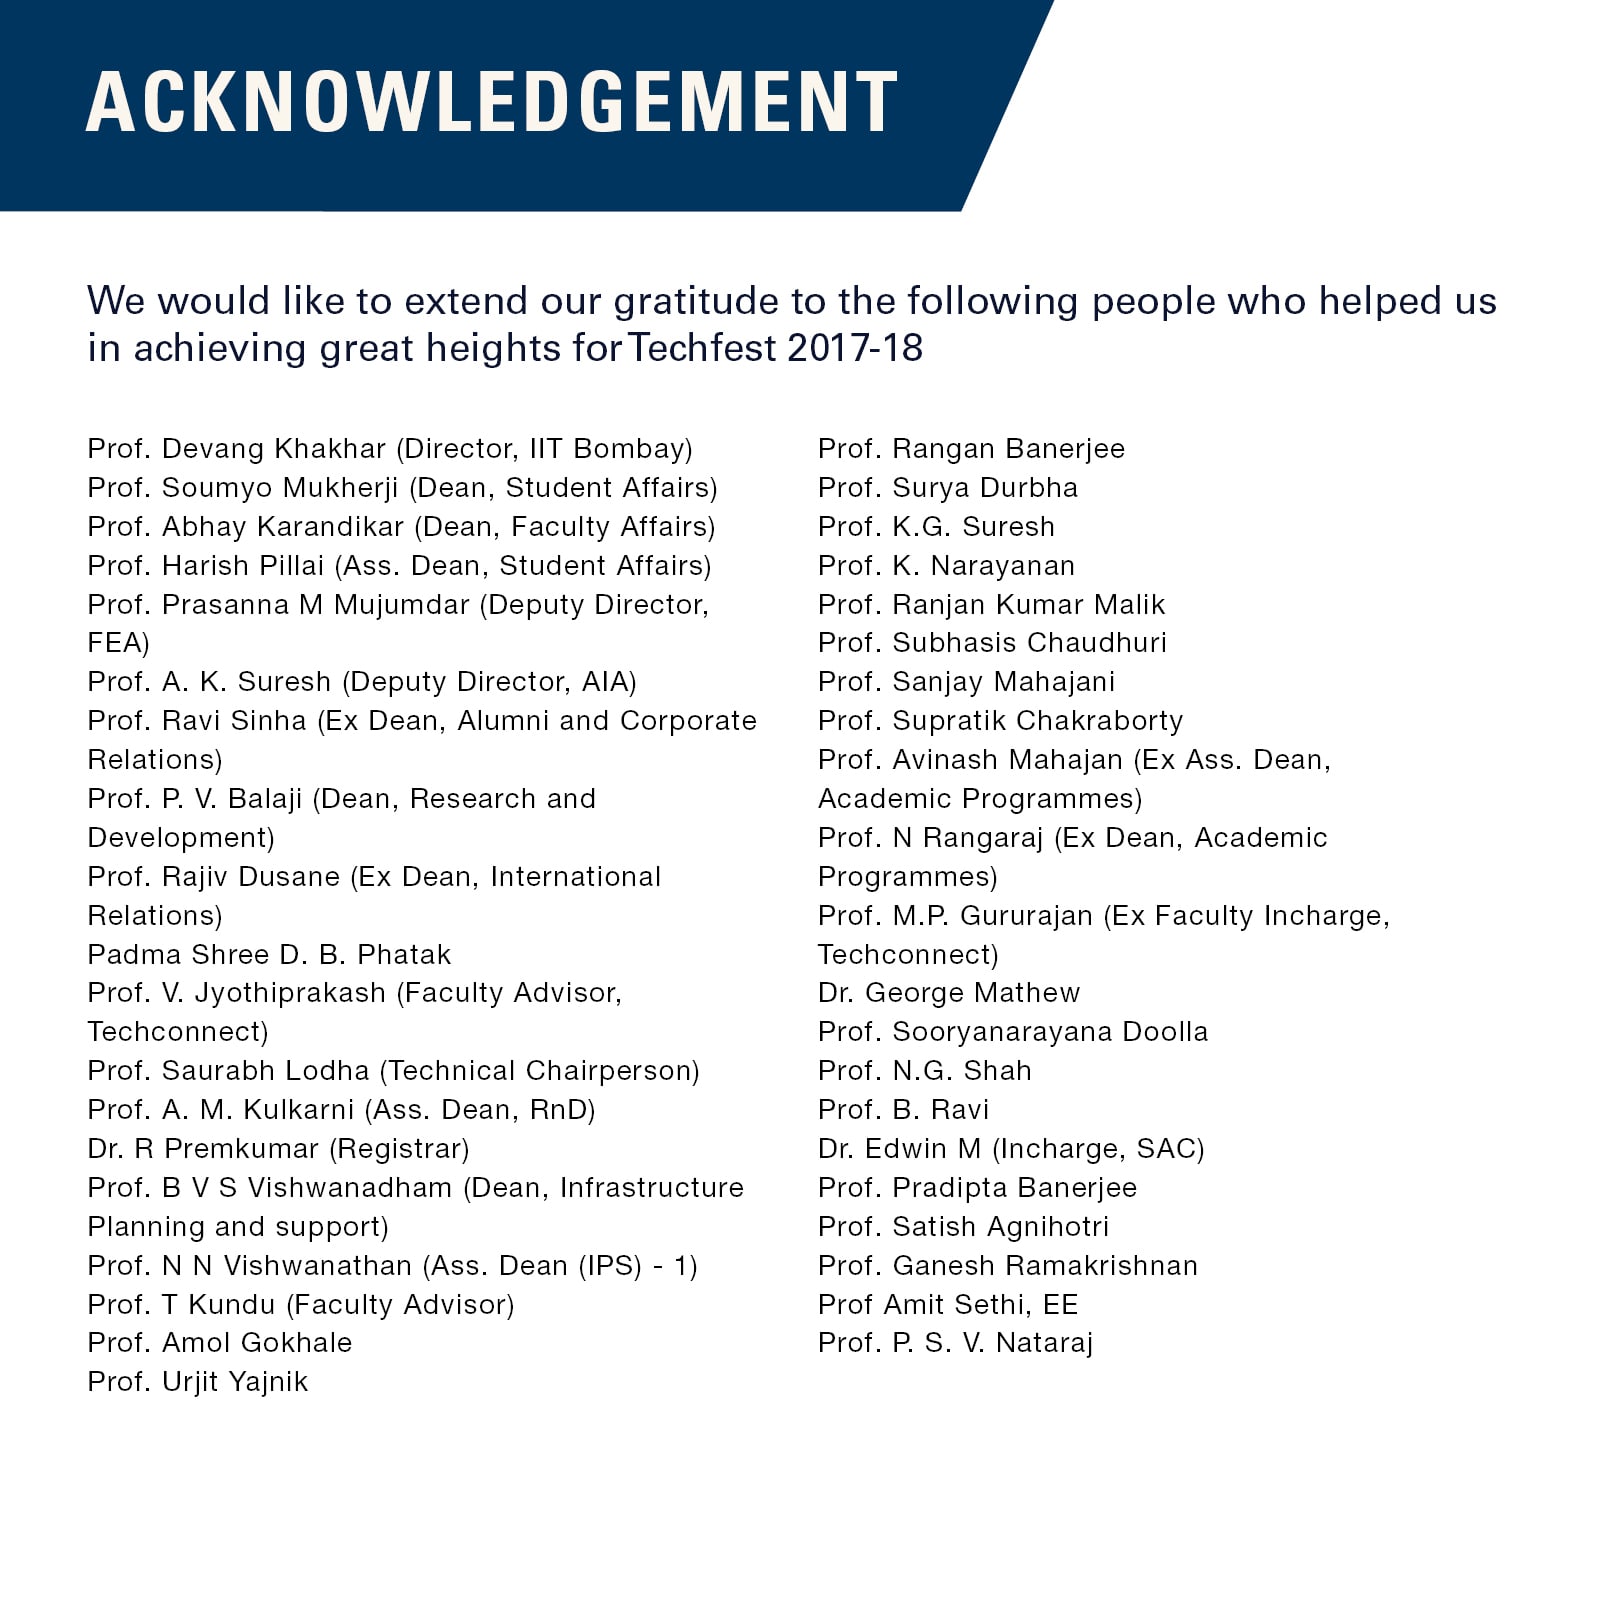 ACKNOWLEDGEMENT
We would like to extend our gratitude to the following people who helped us
in achieving great heights for Techfest 2017-18
Prof. Devang Khakhar (Director, IIT Bombay)
Prof. Soumyo Mukherji (Dean, Student Affairs)
Prof. Abhay Karandikar (Dean, Faculty Affairs)
Prof. Harish Pillai (Ass. Dean, Student Affairs)
Prof. Prasanna M Mujumdar (Deputy Director,
FEA)
Prof. A. K. Suresh (Deputy Director, AIA)
Prof. Ravi Sinha (Ex Dean, Alumni and Corporate
Relations)
Prof. P. V. Balaji (Dean, Research and
Development)
Prof. Rajiv Dusane (Ex Dean, International
Relations)
Padma Shree D. B. Phatak
Prof. V. Jyothiprakash (Faculty Advisor,
Techconnect)
Prof. Saurabh Lodha (Technical Chairperson)
Prof. A. M. Kulkarni (Ass. Dean, RnD)
Dr. R Premkumar (Registrar)
Prof. B V S Vishwanadham (Dean, Infrastructure
Planning and support)
Prof. N N Vishwanathan (Ass. Dean (IPS) - 1)
Prof. T Kundu (Faculty Advisor)
Prof. Amol Gokhale
Prof. Urjit Yajnik
Prof. Rangan Banerjee
Prof. Surya Durbha
Prof. K.G. Suresh
Prof. K. Narayanan
Prof. Ranjan Kumar Malik
Prof. Subhasis Chaudhuri
Prof. Sanjay Mahajani
Prof. Supratik Chakraborty
Prof. Avinash Mahajan (Ex Ass. Dean,
Academic Programmes)
Prof. N Rangaraj (Ex Dean, Academic
Programmes)
Prof. M.P. Gururajan (Ex Faculty Incharge,
Techconnect)
Dr. George Mathew
Prof. Sooryanarayana Doolla
Prof. N.G. Shah
Prof. B. Ravi
Dr. Edwin M (Incharge, SAC)
Prof. Pradipta Banerjee
Prof. Satish Agnihotri
Prof. Ganesh Ramakrishnan
Prof Amit Sethi, EE
Prof. P. S. V. Nataraj